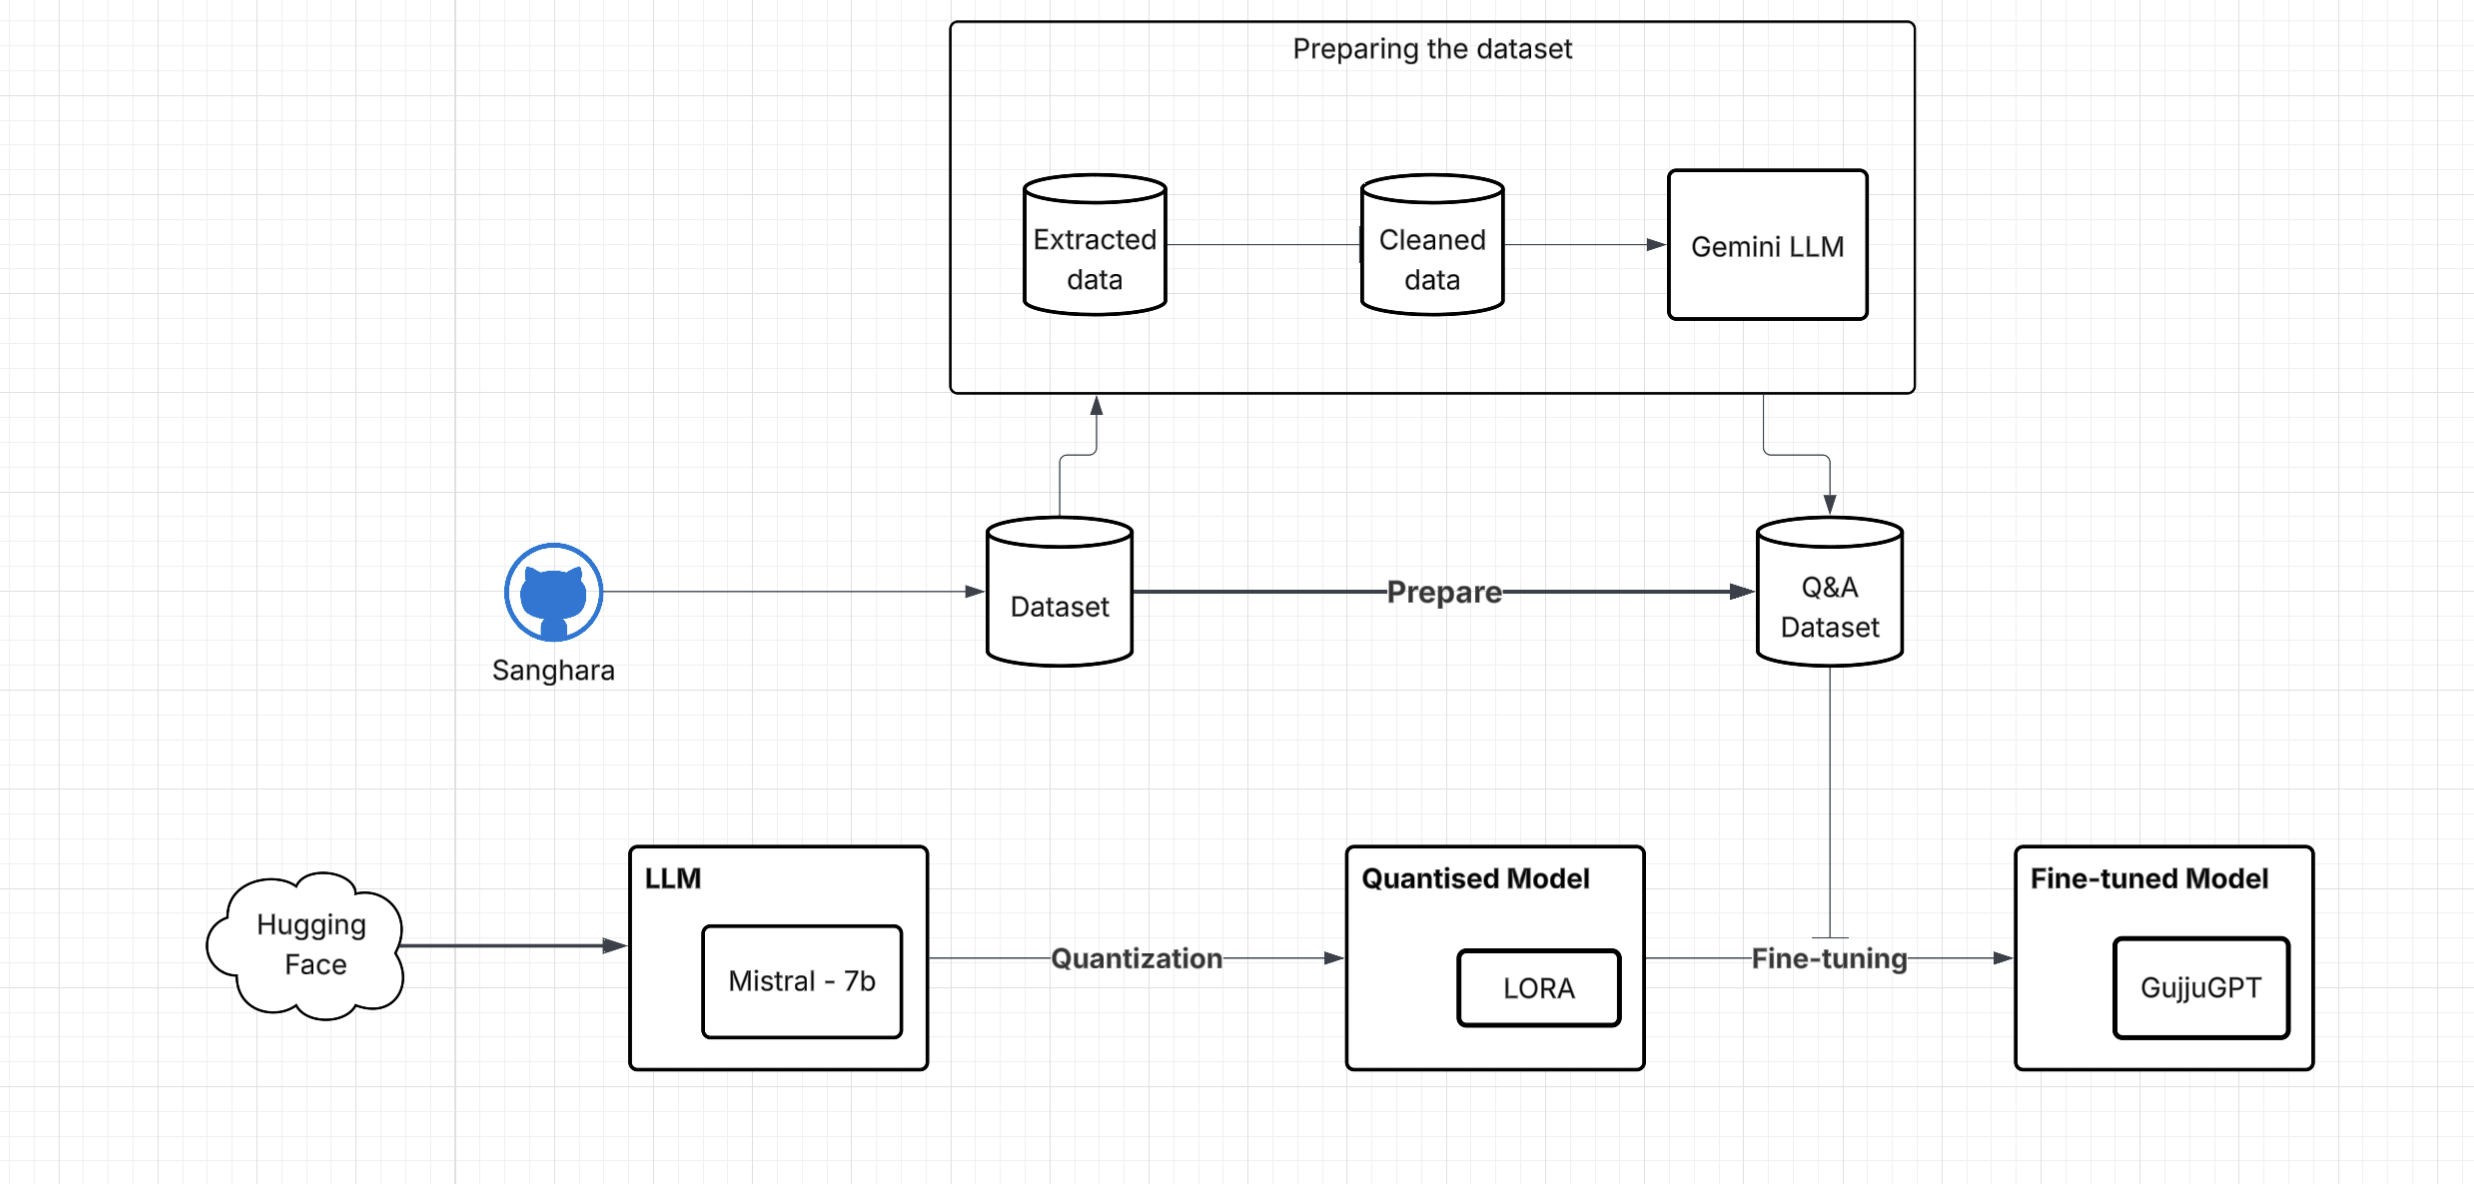 Preparing the dataset
Extracted
data
Cleaned
data
Gemini LLM
Sanghara
Dataset
Prepare
Q&A
Dataset
Hugging
Face
LLM
Mistral - 7b
Quantization
Quantised Model
LORA
Fine-tuning
Fine-tuned Model
GujjuGPT